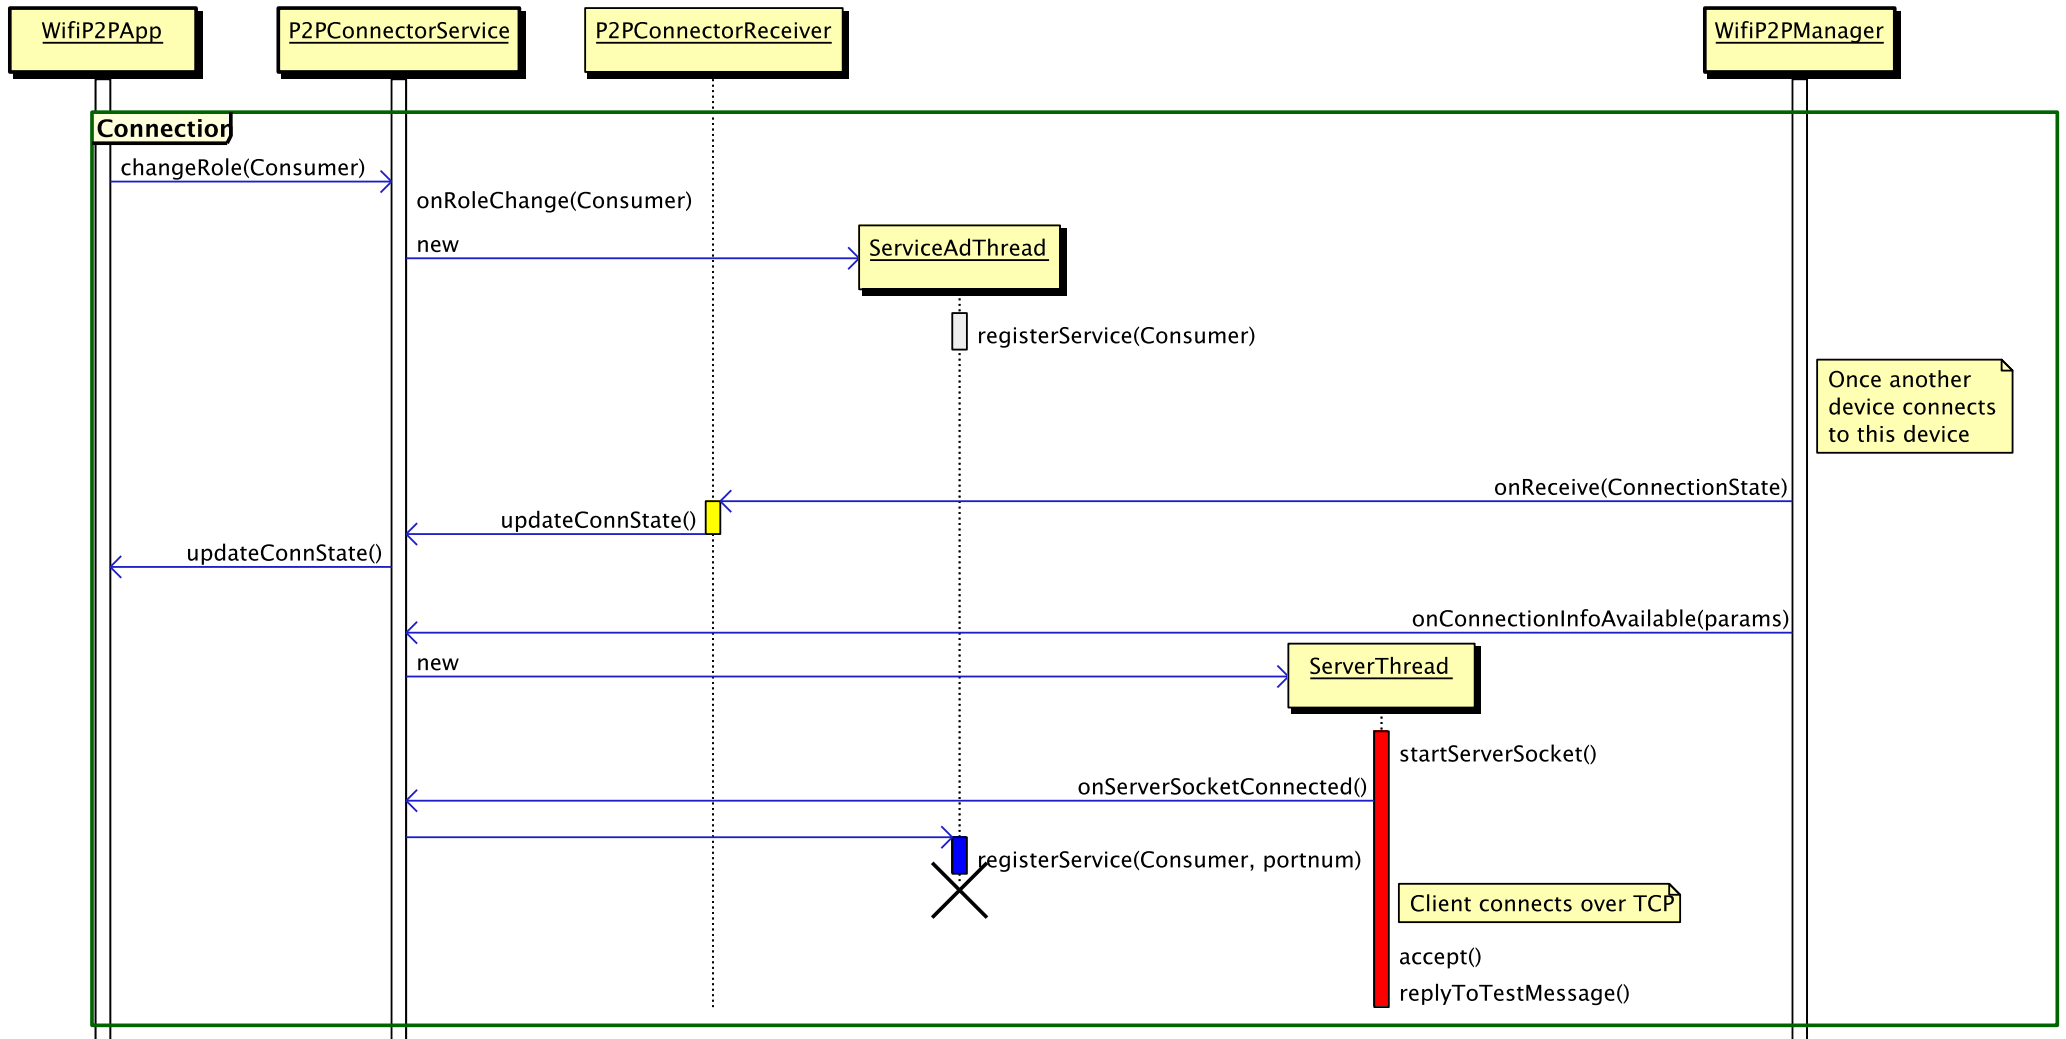 WifiP2PApp
P2PConnectorService
P2PConnectorReceiver
WifiP2PManager
Connection
changeRole(Consumer)
onRoleChange(Consumer)
new
ServiceAdThread
registerService(Consumer)
Once another
device connects
to this device
onReceive(ConnectionState)
updateConnState()
updateConnState()
onConnectionInfoAvailable(params)
new
ServerThread
startServerSocket()
onServerSocketConnected()
registerService(Consumer, portnum)
Client connects over TCP
accept()
replyToTestMessage()